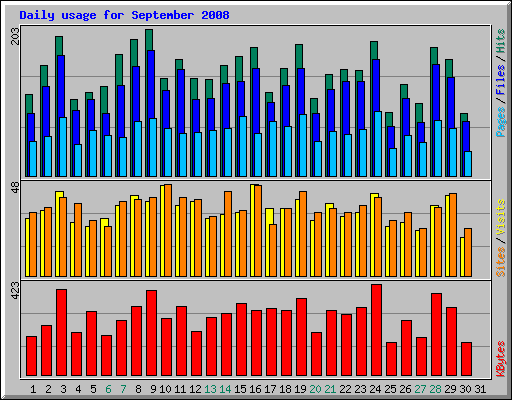 Daily usage for September 2008
203
Pages / Files / Hits
48
Sites / Visits
423
KBytes
1 2 3 4 5 6 7 8 9 10 11 12 13 14 15 16 17 18 19 20 21 22 23 24 25 26 27 28 29 30 31